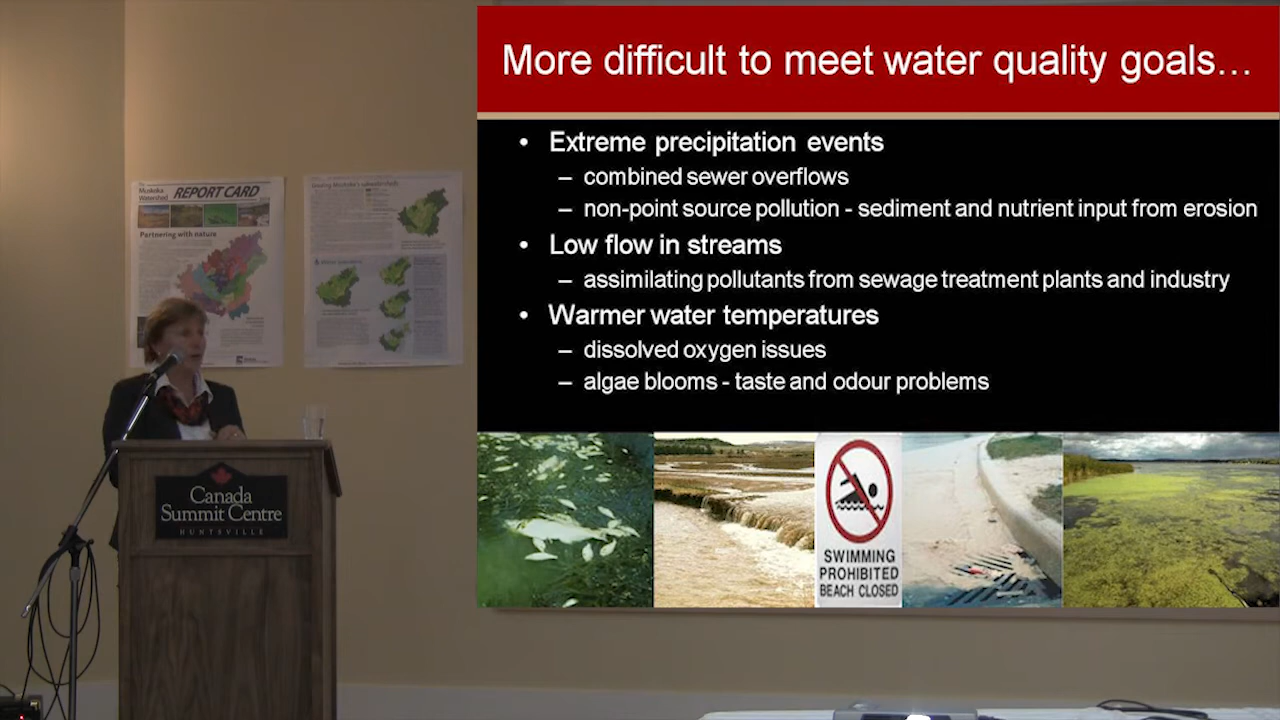 More difficult to meet water quality goals...
• Extreme precipitation events
– combined sewer overflows
– non-point source pollution - sediment and nutrient input from erosion
• Low flow in streams
– assimilating pollutants from sewage treatment plants and industry
• Warmer water temperatures
– dissolved oxygen issues
– algae blooms - taste and odour problems
SWIMMING
PROHIBITED
BEACH CLOSED
Muskoka
Watershed
REPORT CARD
Partnering with nature
Canada
Summit Centre
HUNTSVILLE